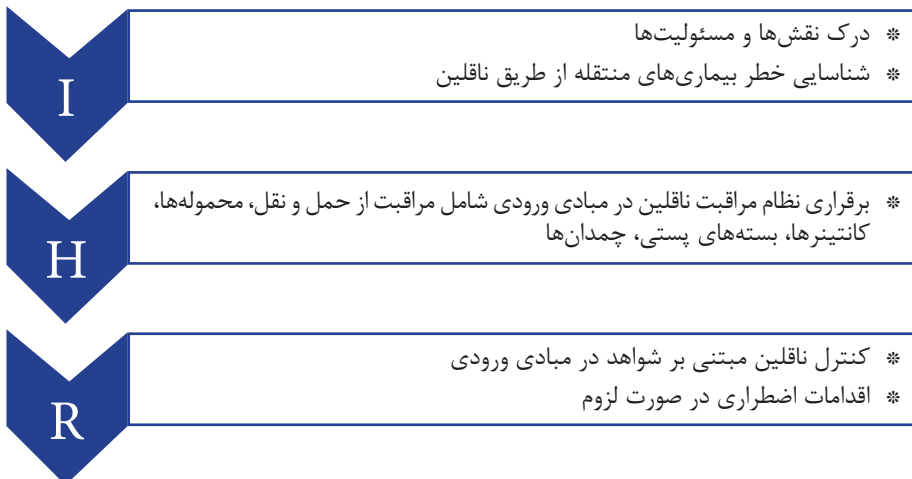 I
* درک نقش‌ها و مسئولیت‌ها
* شناسایی خطر بیماری‌های منتقله از طریق ناقلین
H
* برقراری نظام مراقبت ناقلین در مبادی ورودی شامل مراقبت از حمل و نقل، محموله‌ها،
کانتینرها، بسته‌های پستی، چمدان‌ها
R
* کنترل ناقلین مبتنی بر شواهد در مبادی ورودی
* اقدامات اضطراری در صورت لزوم